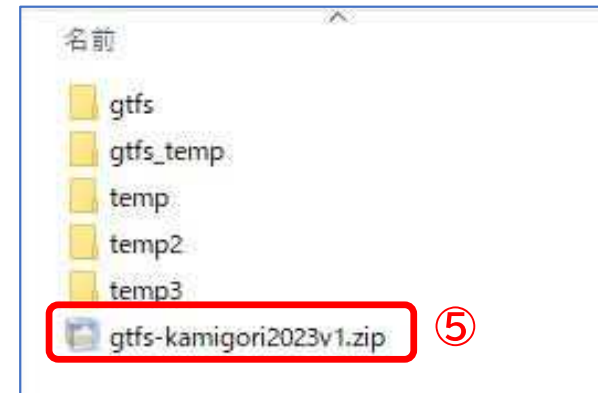 名前
gtfs
gtfs_temp
temp
temp2
temp3
gtfs-kamigori2023v1.zip ⑤